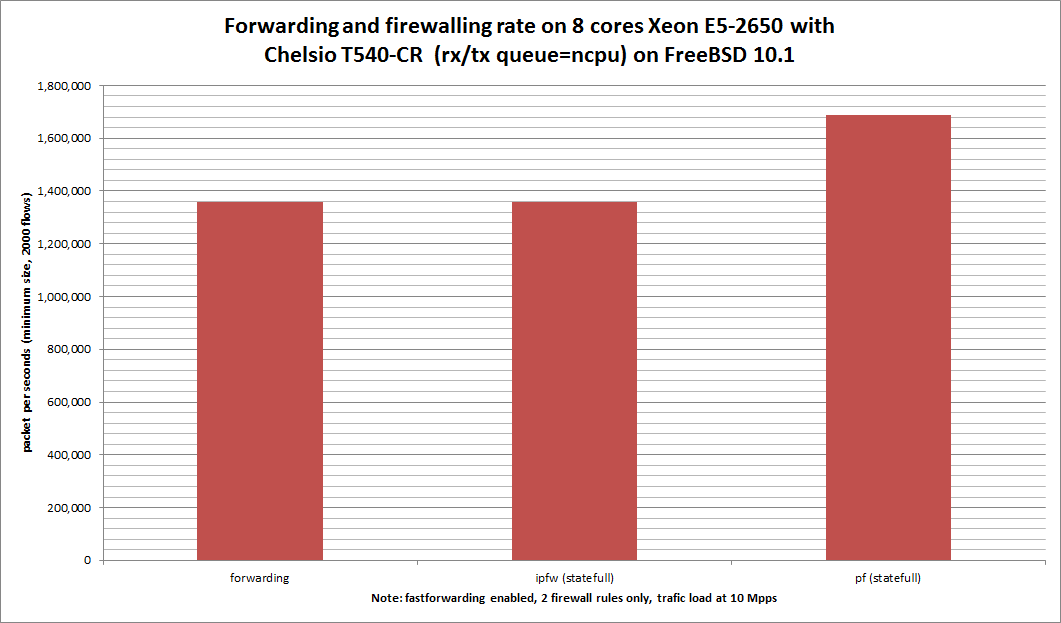 Forwarding and firewalling rate on 8 cores Xeon E5-2650 with
Chelsio T540-CR (rx/tx queue=ncpu) on FreeBSD 10.1
packet per seconds (minimum size, 2000 flows)
1,800,000
1,600,000
1,400,000
1,200,000
1,000,000
800,000
600,000
400,000
200,000
0
forwarding
ipfw (statefull)
pf (statefull)
Note: fastforwarding enabled, 2 firewall rules only, trafic load at 10 Mpps